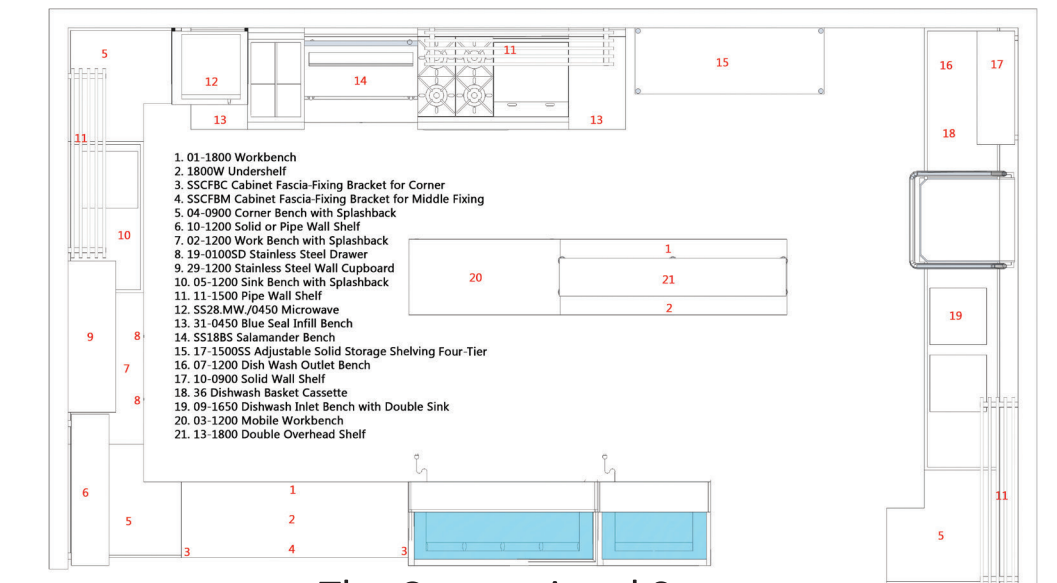 5
12
13
14
11
13
15
16
17
18
11
10
1. 01-1800 Workbench
2. 1800W Undershelf
3. SSCFBC Cabinet Fascia-Fixing Bracket for Corner
4. SSCFBM Cabinet Fascia-Fixing Bracket for Middle Fixing
5. 04-0900 Corner Bench with Splashback
6. 10-1200 Solid or Pipe Wall Shelf
7. 02-1200 Work Bench with Splashback
8. 19-0100SD Stainless Steel Drawer
9. 29-1200 Stainless Steel Wall Cupboard
10. 05-1200 Sink Bench with Splashback
11. 11-1500 Pipe Wall Shelf
12. SS28.MW./0450 Microwave
13. 31-0450 Blue Seal Infill Bench
14. SS18BS Salamander Bench
15. 17-1500SS Adjustable Solid Storage Shelving Four-Tier
16. 07-1200 Dish Wash Outlet Bench
17. 10-0900 Solid Wall Shelf
18. 36 Dishwash Basket Cassette
19. 09-1650 Dishwash Inlet Bench with Double Sink
20. 03-1200 Mobile Workbench
21. 13-1800 Double Overhead Shelf
1
20
21
2
19
9
8
7
8
6
5
1
2
3
4
3
11
5